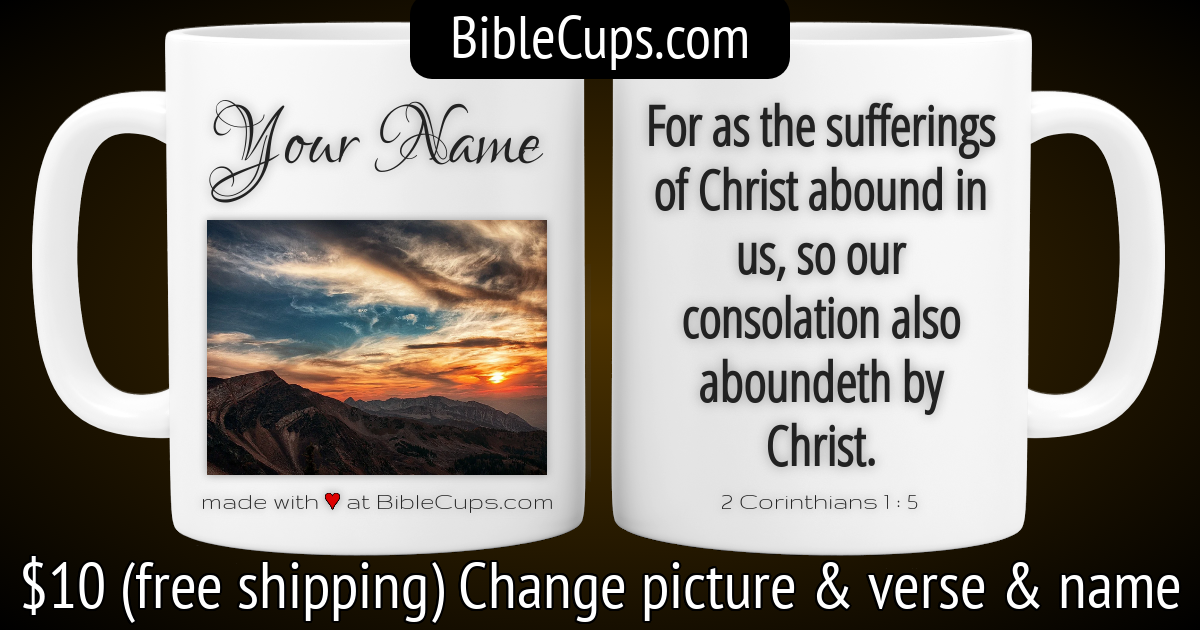 BibleCups.com
Your Name
made with ♥ at BibleCups.com
For as the sufferings
of Christ abound in
us, so our
consolation also
aboundeth by
Christ.
2 Corinthians 1 : 5
$10 (free shipping) Change picture & verse & name